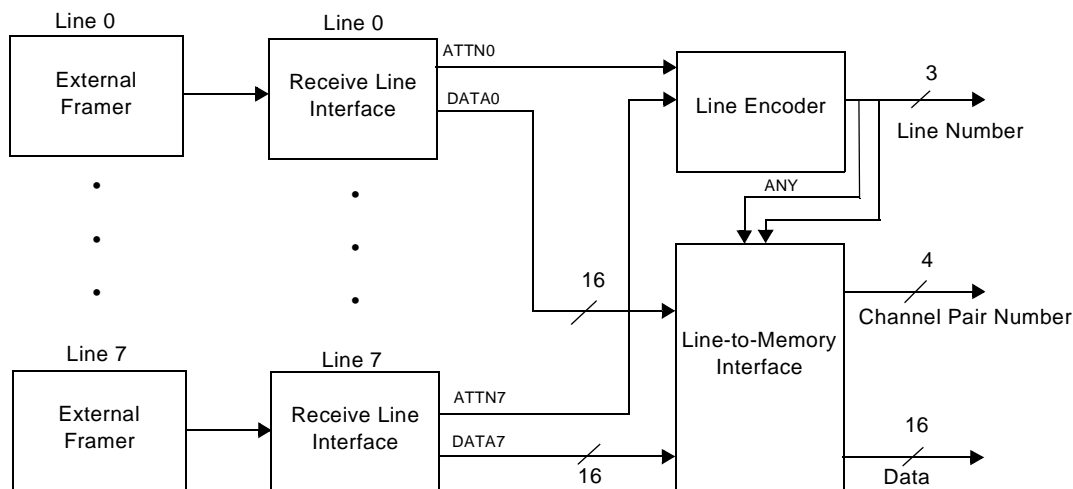 Line 0
Line 0
External
Framer
Receive Line
Interface
ATTN0
DATA0
Line Encoder
3
Line Number
ANY
16
4
Channel Pair Number
Line-to-Memory
Interface
Line 7
Line 7
External
Framer
Receive Line
Interface
ATTN7
DATA7
16
16
Data